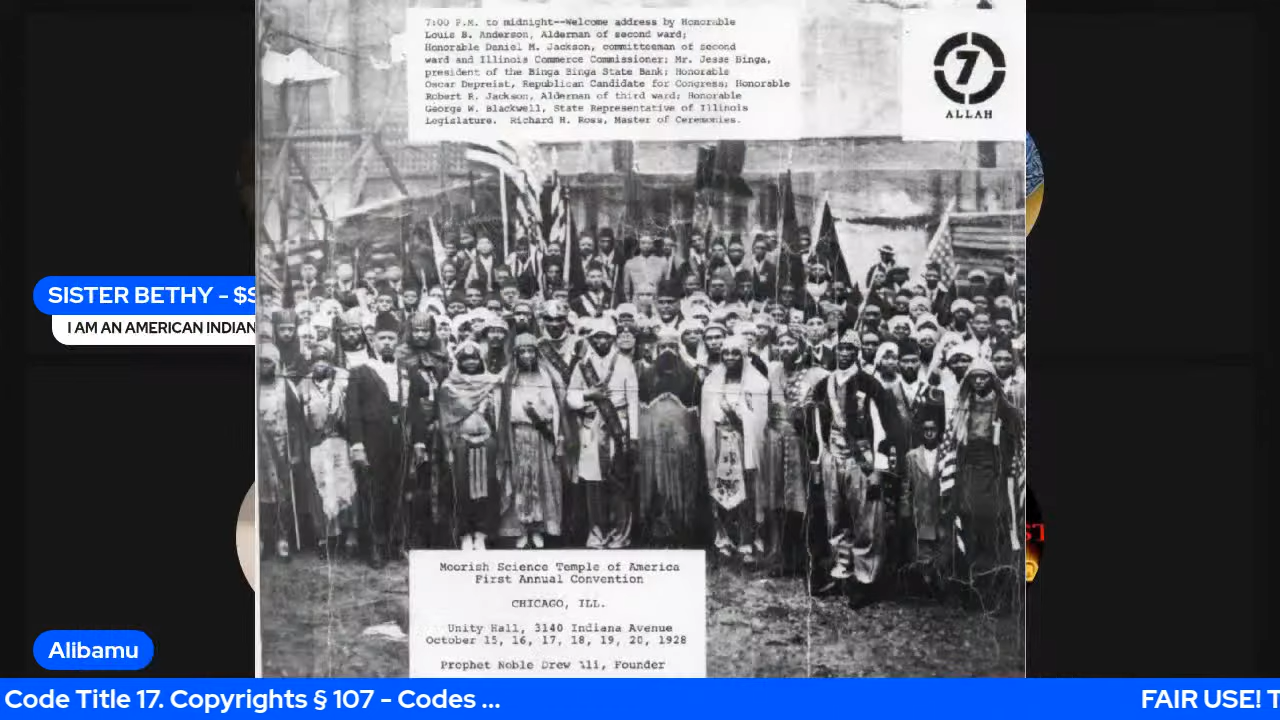 7:00 P.M. to midnight--Welcome address by Honorable
Louis B. Anderson, Alderman of second ward;
Honorable Daniel M. Jackson, committeeman of second
ward and Illinois Commerce Commissioner; Mr. Jesse Binga,
president of the Binga Binga State Bank; Honorable
Oscar Depreist, Republican Candidate for Congress; Honorable
Robert R. Jackson, Alderman of third ward; Honorable
George W. Blackwell, State Representative of Illinois
Legislature. Richard H. Ross, Master of Ceremonies.
7
ALLAH
SISTER BETHY - $S
I AM AN AMERICAN INDIAN
ST
Moorish Science Temple of America
First Annual Convention
CHICAGO, ILL.
Unity Hall, 3140 Indiana Avenue
October 15, 16, 17, 18, 19, 20, 1928
Prophet Noble Drew Ali, Founder
Alibamu
Code Title 17. Copyrights § 107 - Codes ...
FAIR USE! T